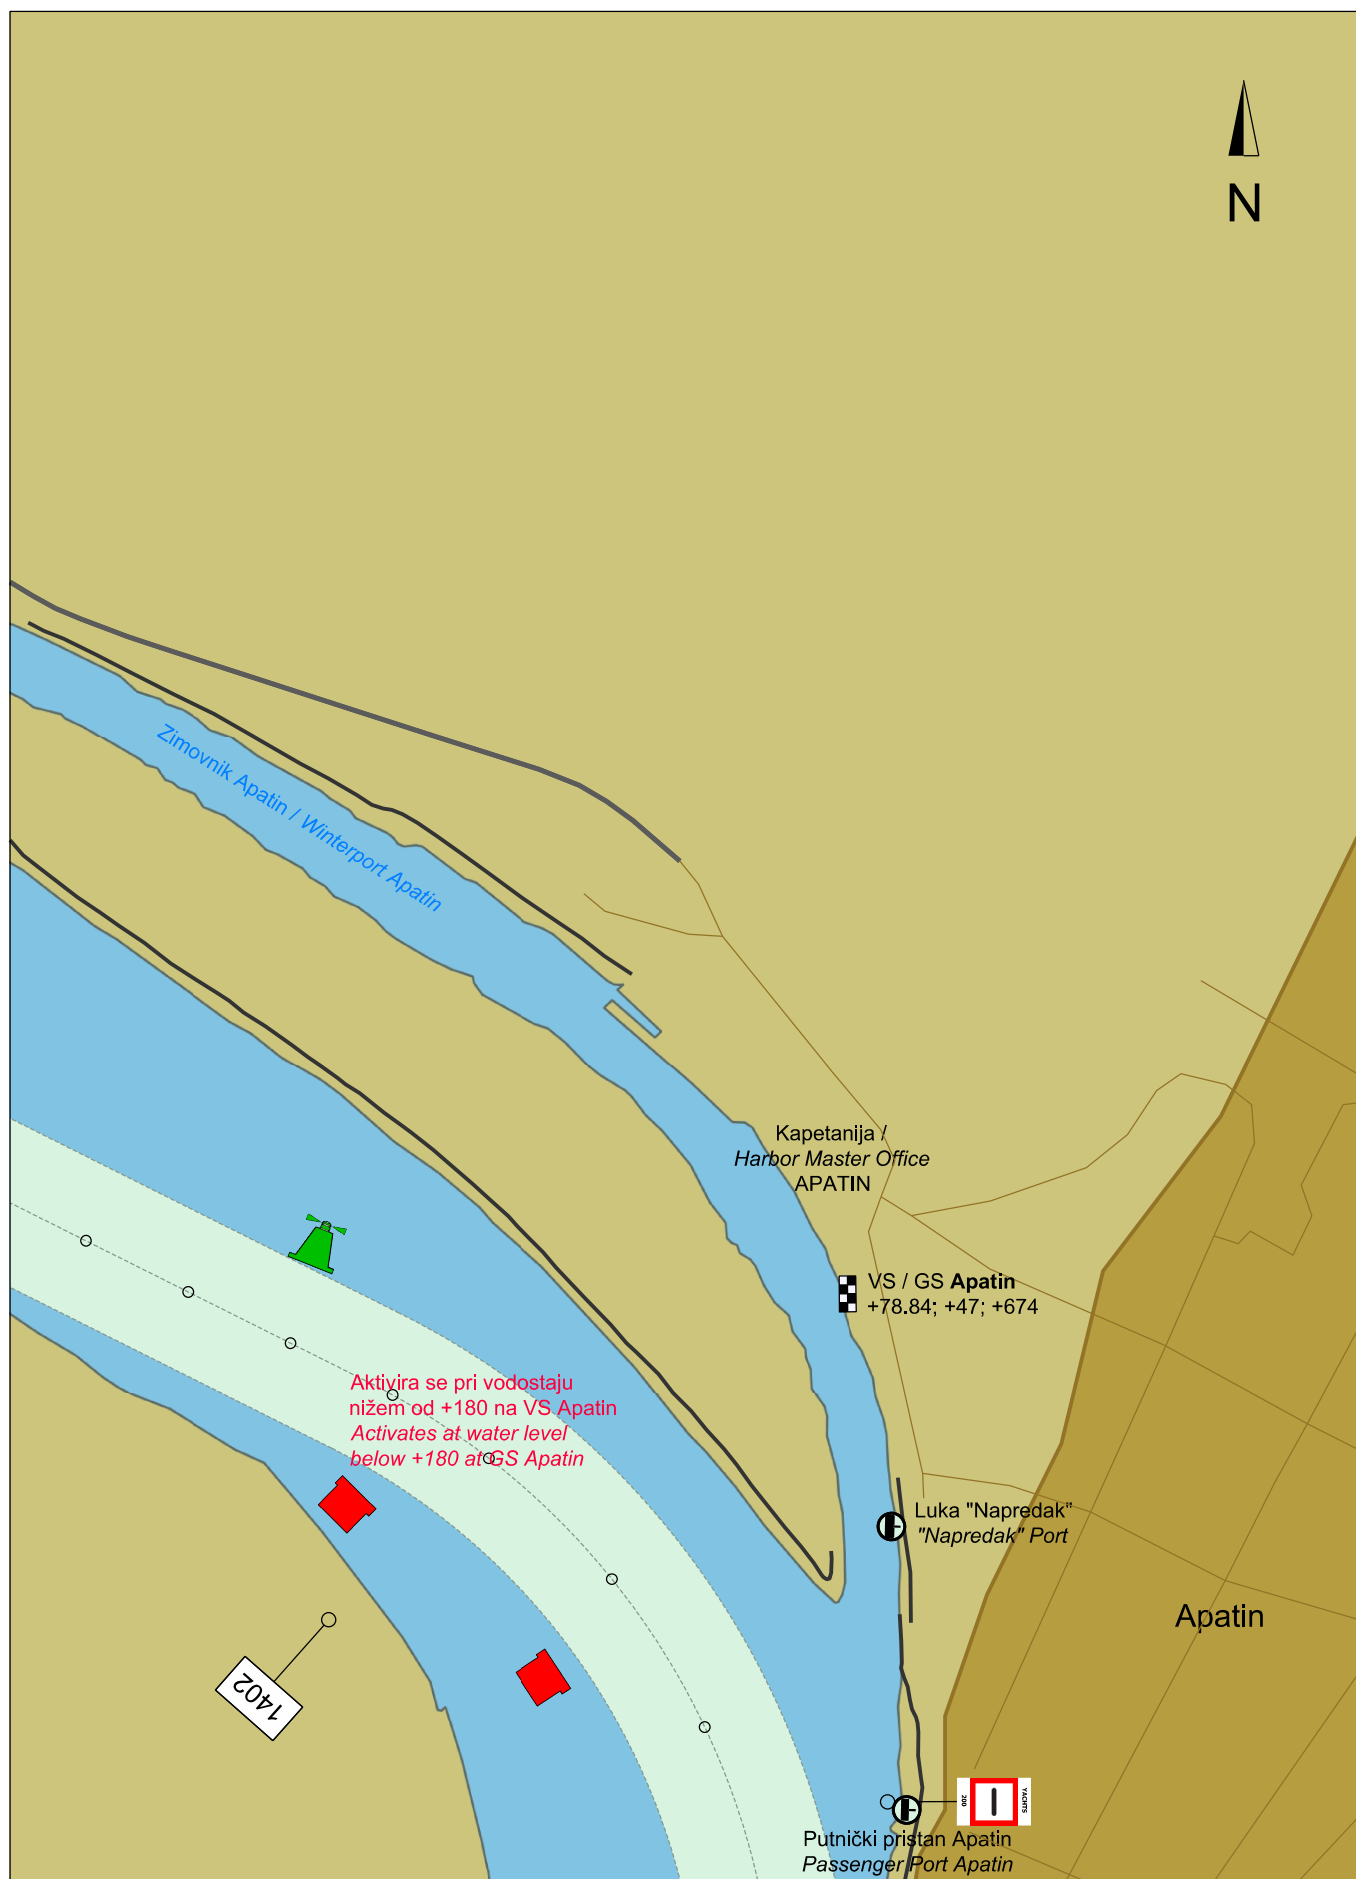 N
Zimovnik Apatin / Winterport Apatin
Kapetanija /
Harbor Master Office
APATIN
VS / GS Apatin
+78.84; +47; +674
Aktivira se pri vodostaju
nižem od +180 na VS Apatin
Activates at water level
below +180 at GS Apatin
Luka "Napredak"
"Napredak" Port
Apatin
1402
YACHTS
200
Putnički pristan Apatin
Passenger Port Apatin